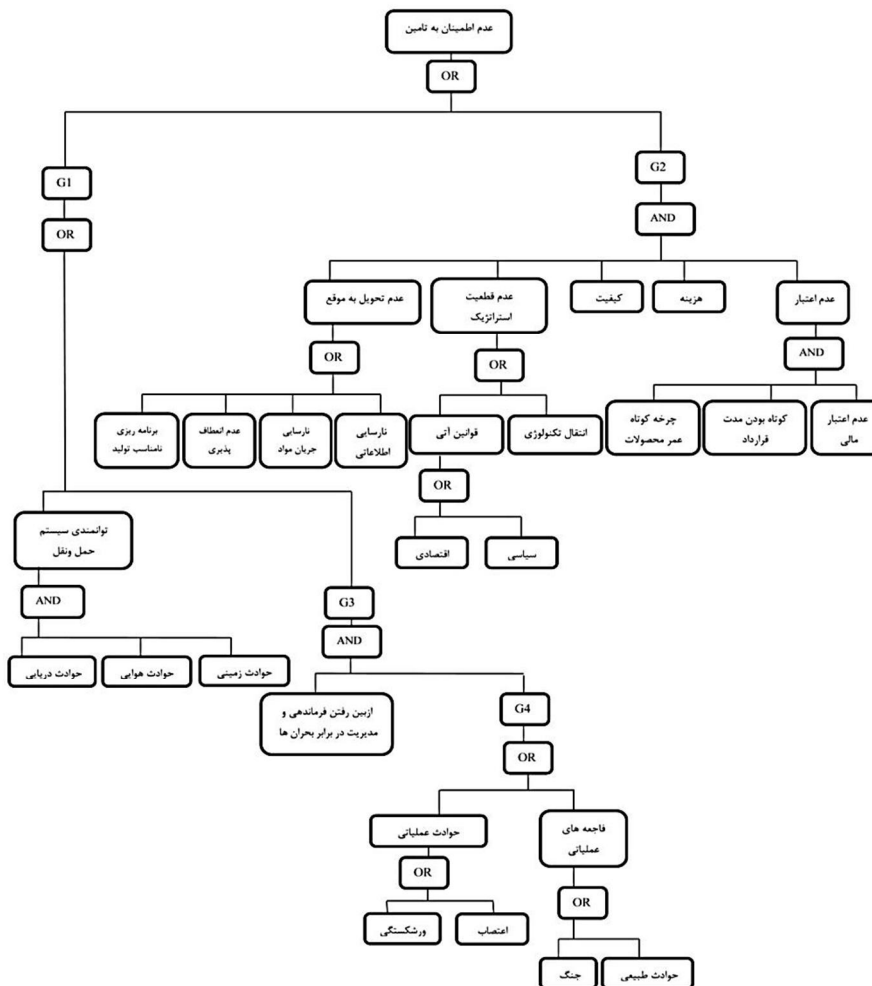 عدم اطمینان به تامین
OR
G1
G2
OR
AND
عدم تحویل به موقع
عدم قطعیت
استراتژیک
کیفیت
هزینه
عدم اعتبار
OR
OR
AND
برنامه ریزی
نامناسب تولید
عدم انعطاف
پذیری
نارسایی
جریان مواد
نارسایی
اطلاعاتی
قوانین آتی
انتقال تکنولوژی
چرخه کوتاه
عمر محصولات
کوتاه بودن مدت
قرارداد
عدم اعتبار
مالی
OR
توانمندی سیستم
حمل ونقل
اقتصادی
سیاسی
AND
G3
AND
حوادث دریایی
حوادث هوایی
حوادث زمینی
ازبین رفتن فرماندهی و
مدیریت در برابر بحران ها
G4
OR
حوادث عملیاتی
فاجعه های
عملیاتی
OR
OR
ورشکستگی
اعتصاب
جنگ
حوادث طبیعی